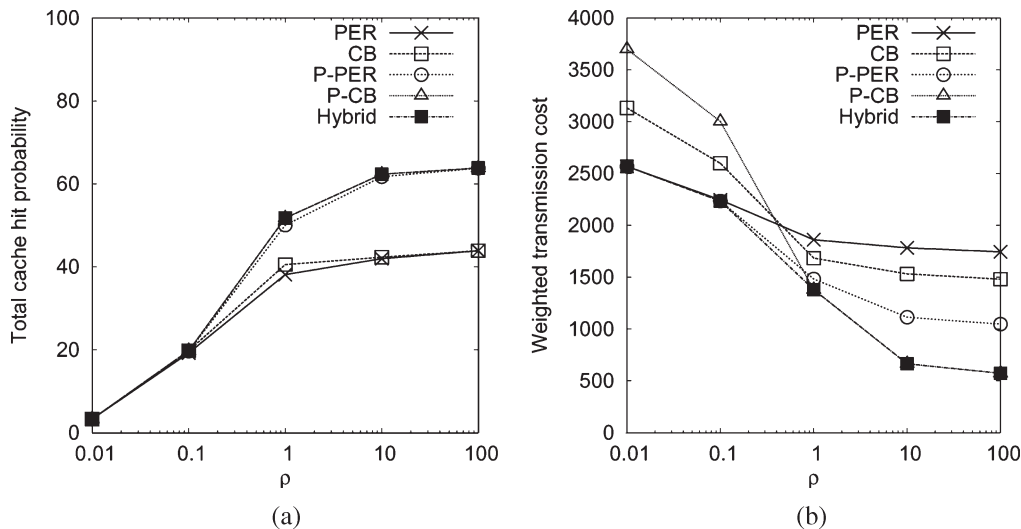 100
80
60
40
20
0
0.01 0.1 1 10 100
Total cache hit probability
ρ
PER
CB
P-PER
P-CB
Hybrid
(a)
4000
3500
3000
2500
2000
1500
1000
500
0
0.01 0.1 1 10 100
Weighted transmission cost
ρ
PER
CB
P-PER
P-CB
Hybrid
(b)